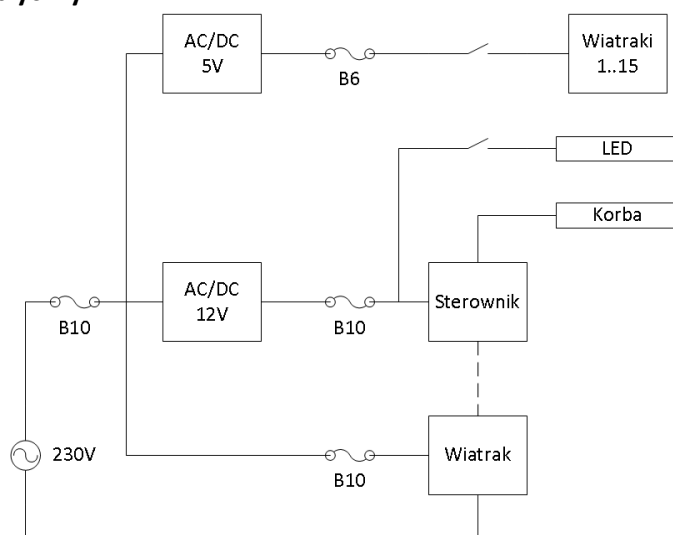 AC/DC
5V
B6
Wiatraki
1..15
LED
Korba
B10
AC/DC
12V
B10
Sterownik
230V
B10
Wiatrak